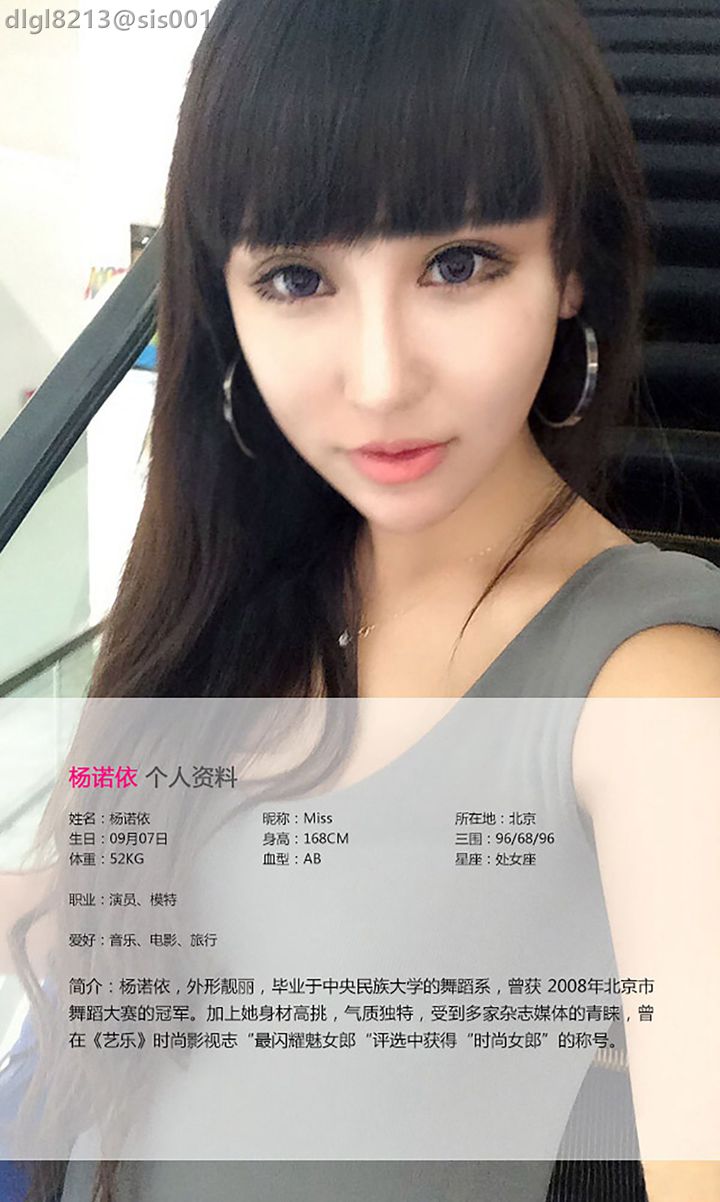 dlgl8213@sis001
杨诺依 个人资料
姓名：杨诺依 昵称：Miss 所在地：北京
生日：09月07日 身高：168CM 三围：96/68/96
体重：52KG 血型：AB 星座：处女座
职业：演员、模特
爱好：音乐、电影、旅行
简介：杨诺依，外形靓丽，毕业于中央民族大学的舞蹈系，曾获 2008年北京市
舞蹈大赛的冠军。加上她身材高挑，气质独特，受到多家杂志媒体的青睐，曾
在《艺乐》时尚影视志“最闪耀魅女郎“评选中获得“时尚女郎”的称号。